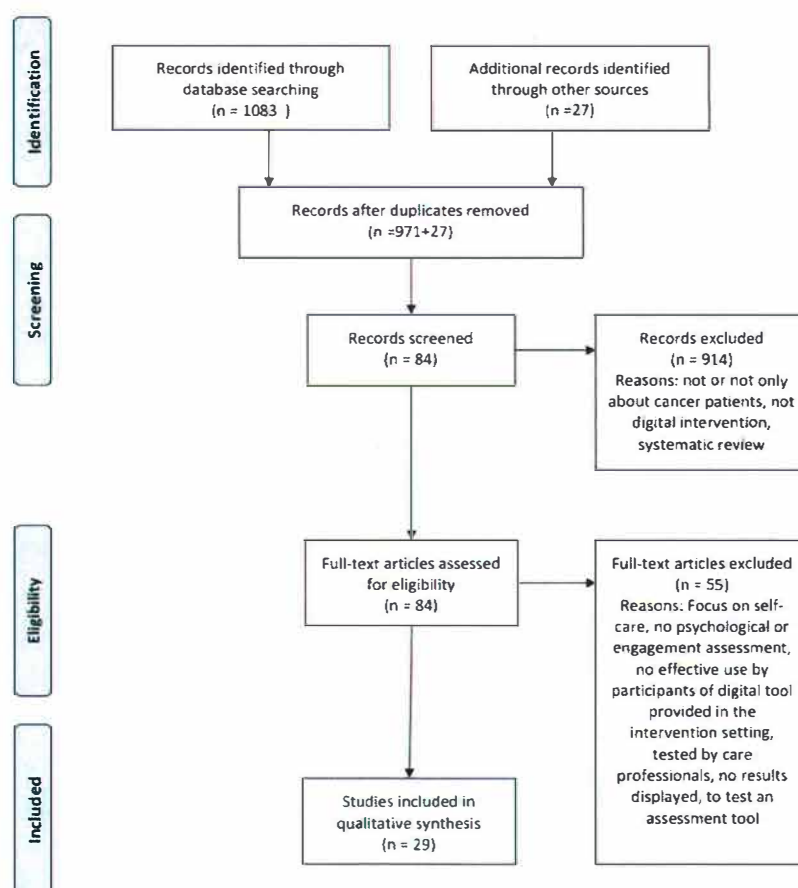 Identification
Records identified through
database searching
(n = 1083 )
Additional records identified
through other sources
(n =27)
Records after duplicates removed
(n =971+27)
Screening
Records screened
(n = 84)
Records excluded
(n = 914)
Reasons: not or not only
about cancer patients, not
digital intervention,
systematic review
Eligibility
Full-text articles assessed
for eligibility
(n = 84)
Full-text articles excluded
(n = 55)
Reasons: Focus on self-
care, no psychological or
engagement assessment,
no effective use by
participants of digital tool
provided in the
intervention setting,
tested by care
professionals, no results
displayed, to test an
assessment tool
Included
Studies included in
qualitative synthesis
(n = 29)